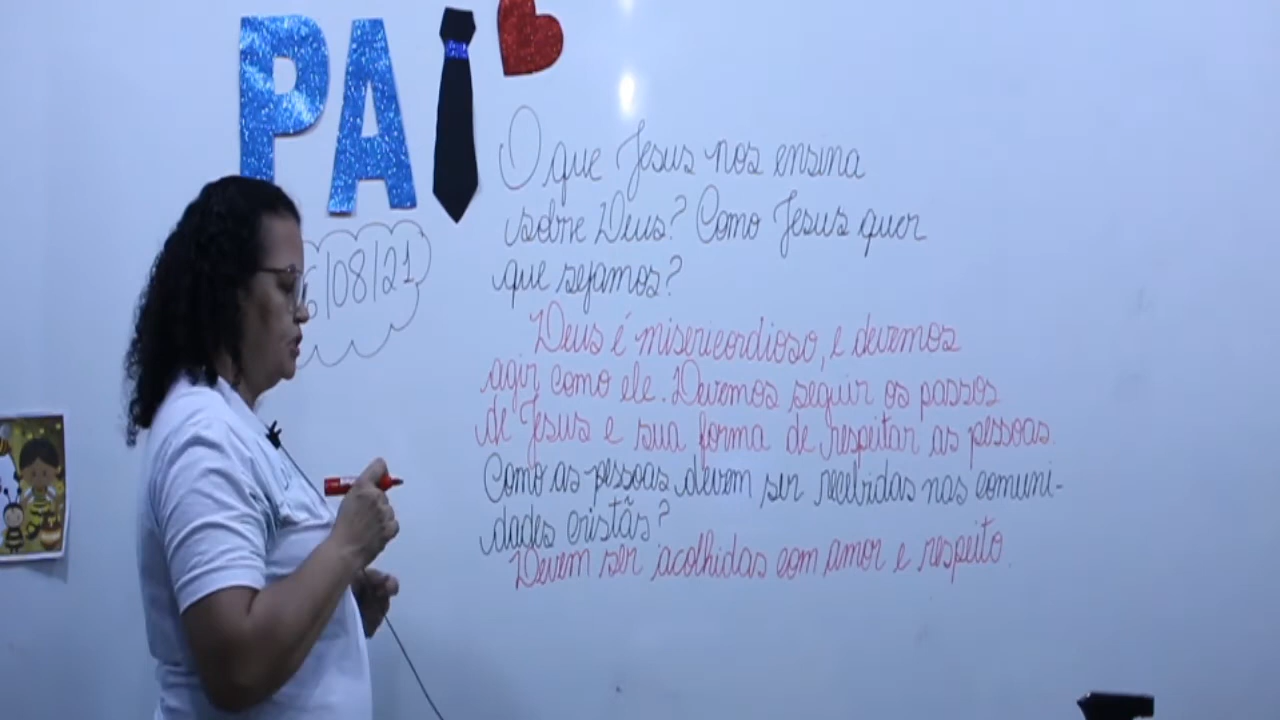 PAI
6/08/21
O que Jesus nos ensina
sobre Deus? Como Jesus quer
que sejamos?
Deus é misericordioso, e devemos
agir como ele. Devemos seguir os passos
de Jesus e sua forma de respeitar as pessoas.
Como as pessoas devem ser recebidas nas comuni-
dades cristãs?
Devem ser acolhidas com amor e respeito.